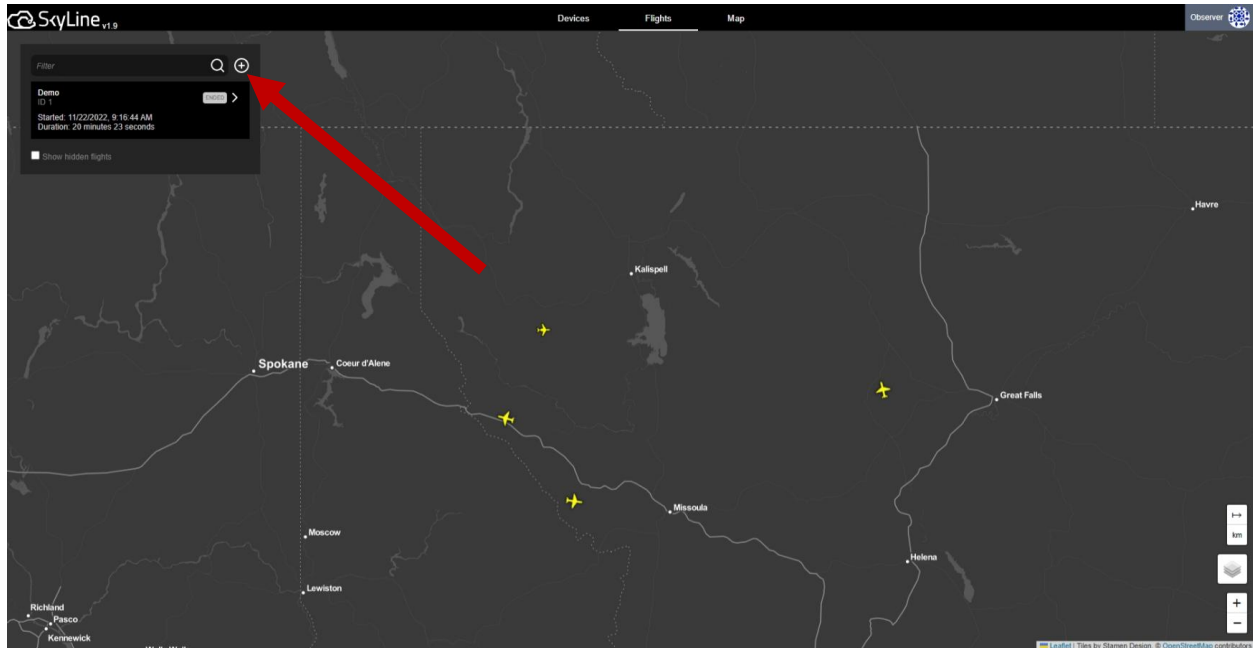 SkyLine v1.9
Devices
Flights
Map
Observer
Filter
Demo
ID 1
ENDED
Started: 11/22/2022, 9:16:44 AM
Duration: 20 minutes 23 seconds
Show hidden flights
Havre
Kalispell
Spokane
Coeur d'Alene
Great Falls
Missoula
Moscow
Helena
Lewiston
Richland
Pasco
Kennewick
km
+
−
Leaflet | Tiles by Stamen Design, © OpenStreetMap contributors